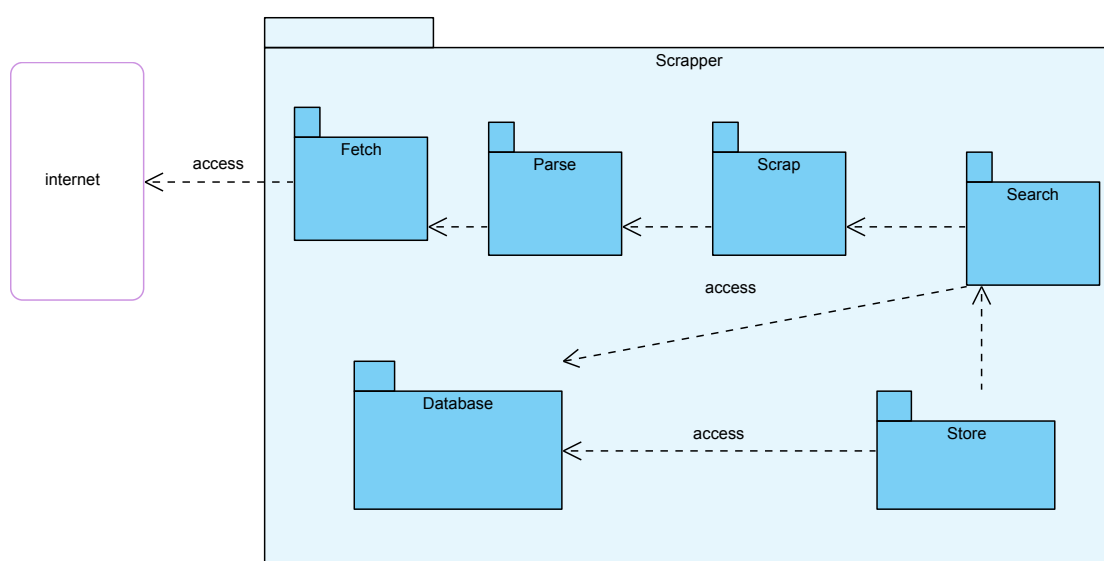 Scrapper
Fetch
Parse
Scrap
access
internet
Search
access
Database
access
Store